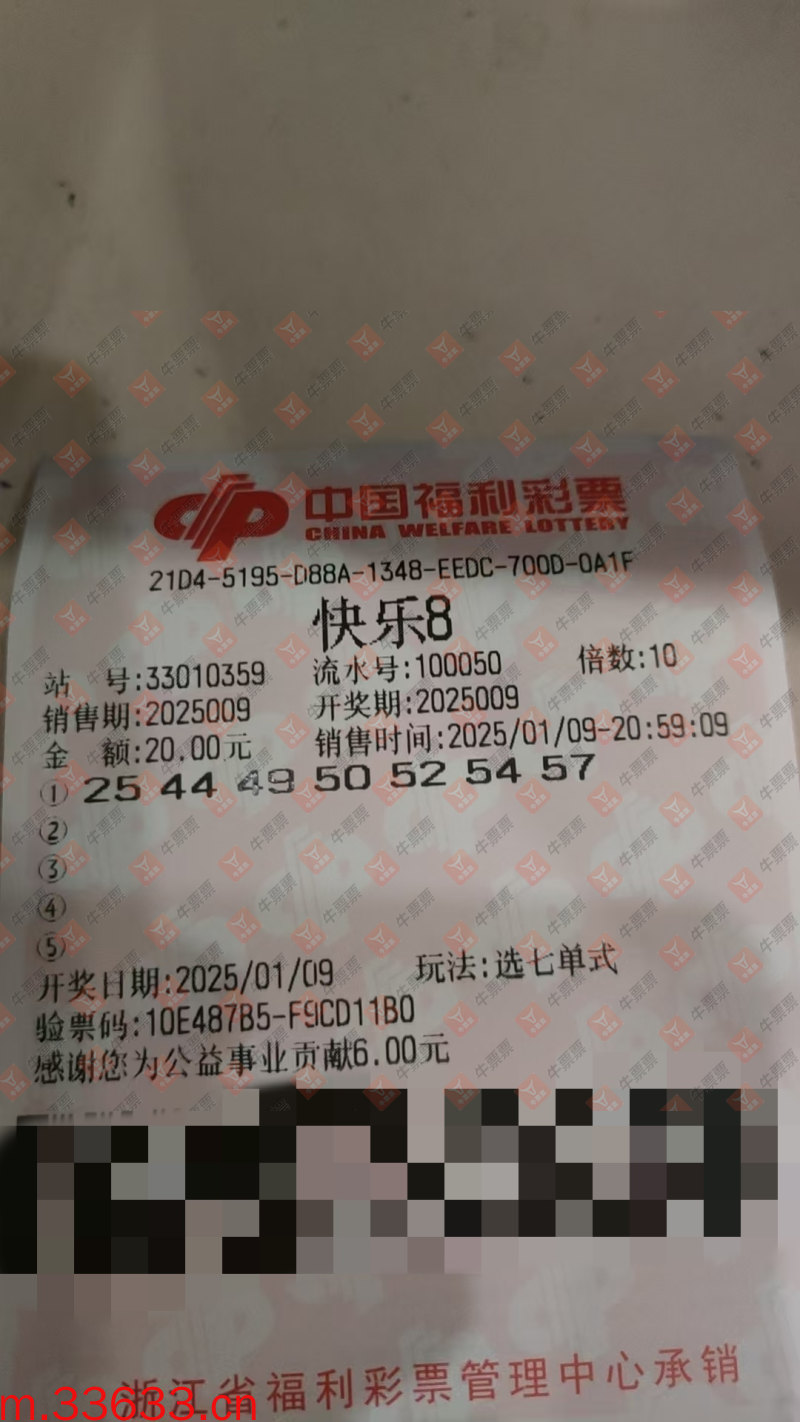 中国福利彩票
CHINA WELFARE LOTTERY
21D4-5195-D88A-1348-EEDC-700D-0A1F
快乐8
站 号:33010359 流水号:100050 倍数:10
销售期:2025009 开奖期:2025009
金 额:20.00元 销售时间:2025/01/09-20:59:09
① 25 44 49 50 52 54 57
②
③
④
⑤
开奖日期:2025/01/09 玩法:选七单式
验票码:10E487B5-F9CD11B0
感谢您为公益事业贡献6.00元
浙江省福利彩票管理中心承销
m.33633.cn
牛票票